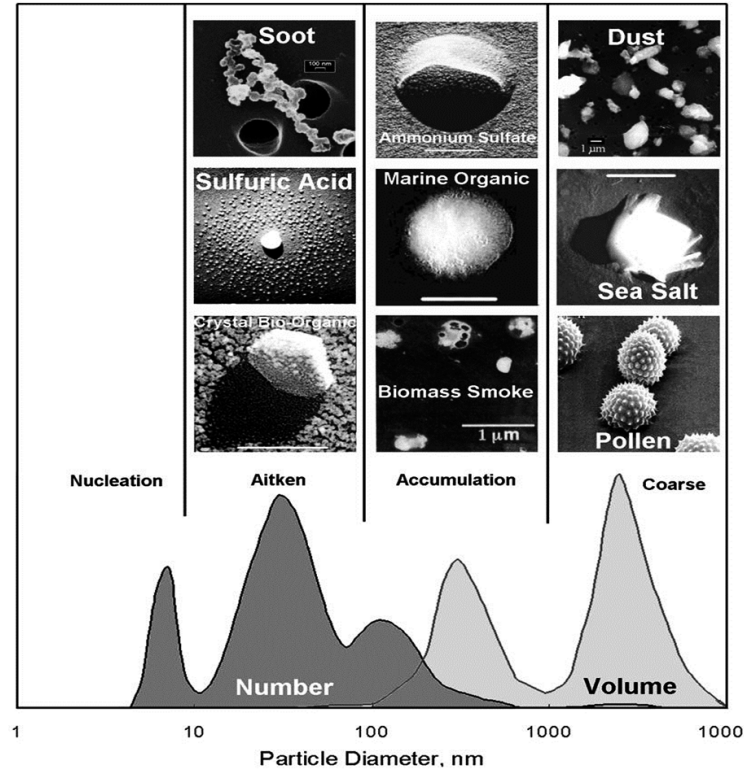 Soot
100 nm
Ammonium Sulfate
Dust
1 μm
Sulfuric Acid
Marine Organic
Sea Salt
Crystal Bio-Organic
Biomass Smoke
1 μm
Pollen
Nucleation
Aitken
Accumulation
Coarse
Number
Volume
1
10
100
1000
1000
Particle Diameter, nm